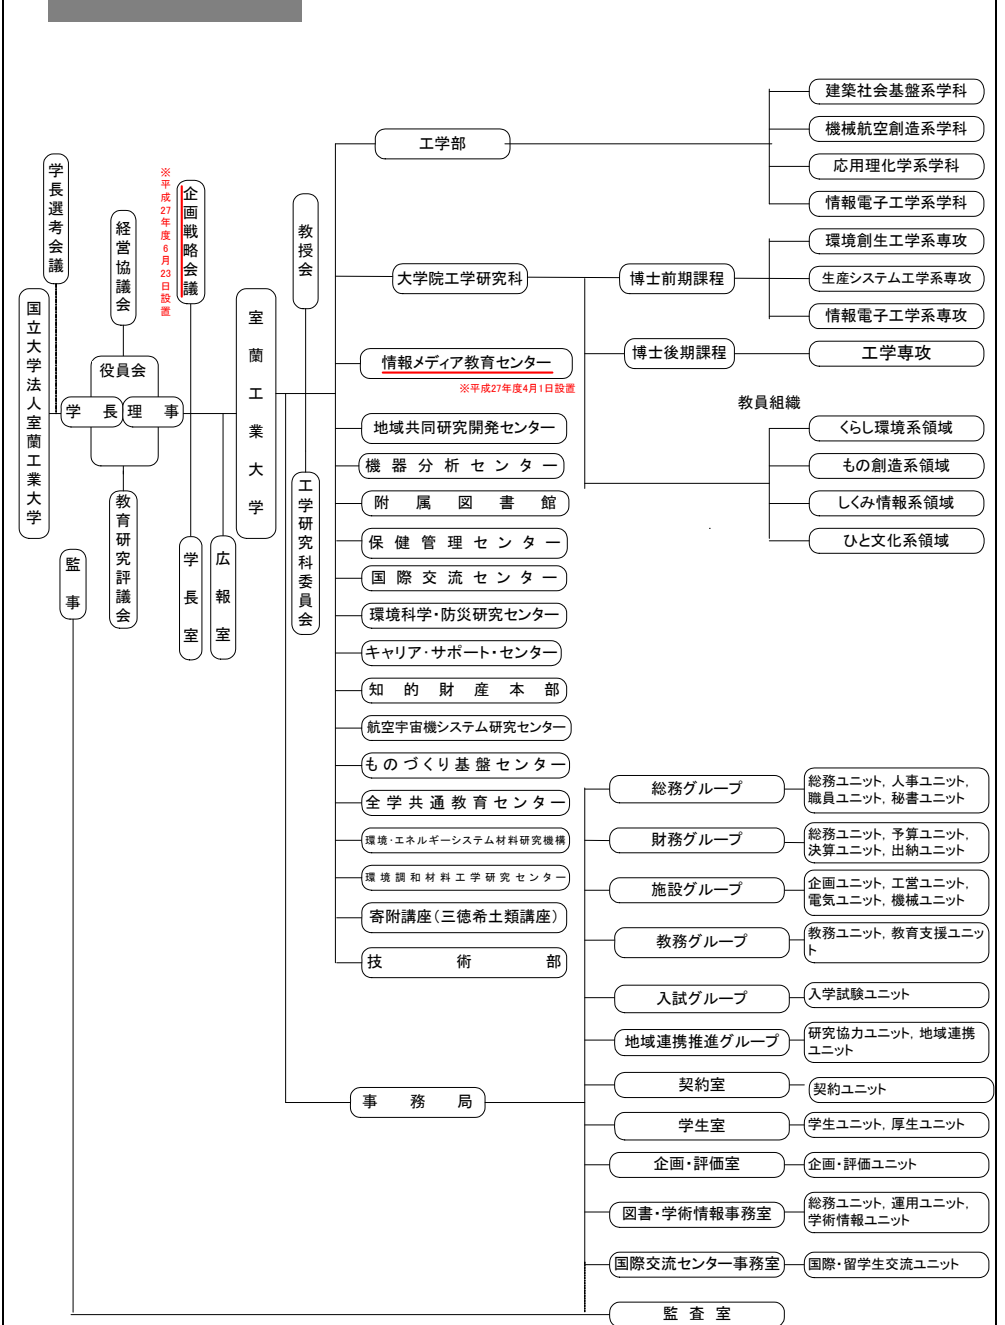 建築社会基盤系学科
工学部
機械航空創造系学科
応用理化学系学科
情報電子工学系学科
学長選考会議
※平成27年度6月23日設置
企画戦略会議
経営協議会
教授会
環境創生工学系専攻
大学院工学研究科
博士前期課程
生産システム工学系専攻
情報電子工学系専攻
国立大学法人室蘭工業大学
室蘭工業大学
役員会
学長
理事
情報メディア教育センター
※平成27年度4月1日設置
博士後期課程
工学専攻
教員組織
地域共同研究開発センター
くらし環境系領域
機器分析センター
もの創造系領域
附属図書館
しくみ情報系領域
保健管理センター
ひと文化系領域
工学研究科委員会
教育研究評議会
監事
学長室
広報室
国際交流センター
環境科学・防災研究センター
キャリア・サポート・センター
知的財産本部
航空宇宙機システム研究センター
ものづくり基盤センター
全学共通教育センター
環境・エネルギーシステム材料研究機構
環境調和材料工学研究センター
寄附講座(三徳希土類講座)
技術部
事務局
総務グループ
総務ユニット, 人事ユニット,
職員ユニット, 秘書ユニット
財務グループ
総務ユニット, 予算ユニット,
決算ユニット, 出納ユニット
施設グループ
企画ユニット, 工営ユニット,
電気ユニット, 機械ユニット
教務グループ
教務ユニット, 教育支援ユニッ
ト
入試グループ
入学試験ユニット
地域連携推進グループ
研究協力ユニット, 地域連携
ユニット
契約室
契約ユニット
学生室
学生ユニット, 厚生ユニット
企画・評価室
企画・評価ユニット
図書・学術情報事務室
総務ユニット, 運用ユニット,
学術情報ユニット
国際交流センター事務室
国際・留学生交流ユニット
監査室